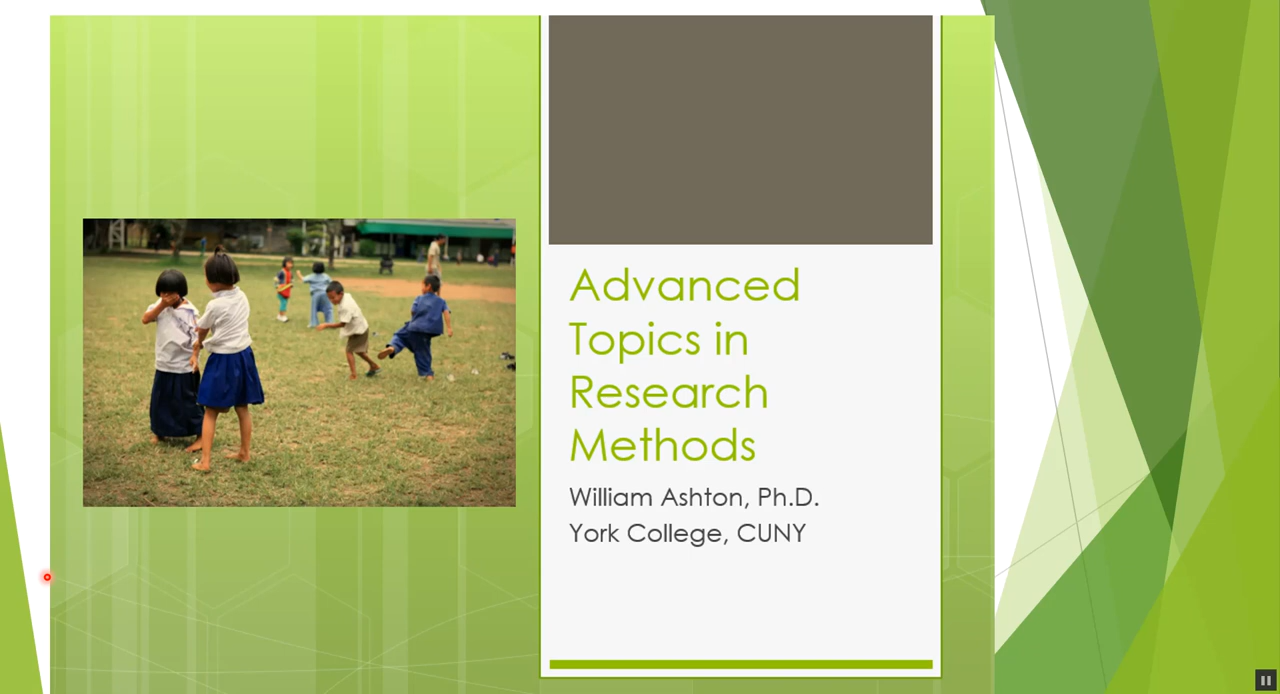 Advanced
Topics in
Research
Methods
William Ashton, Ph.D.
York College, CUNY